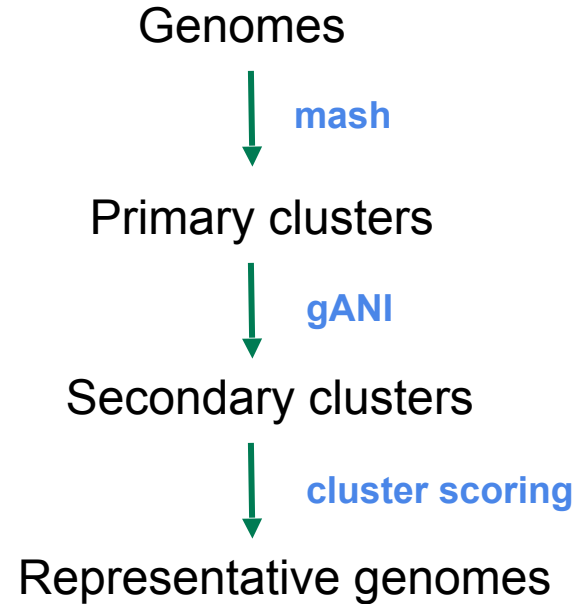 Genomes
mash
Primary clusters
gANI
Secondary clusters
cluster scoring
Representative genomes